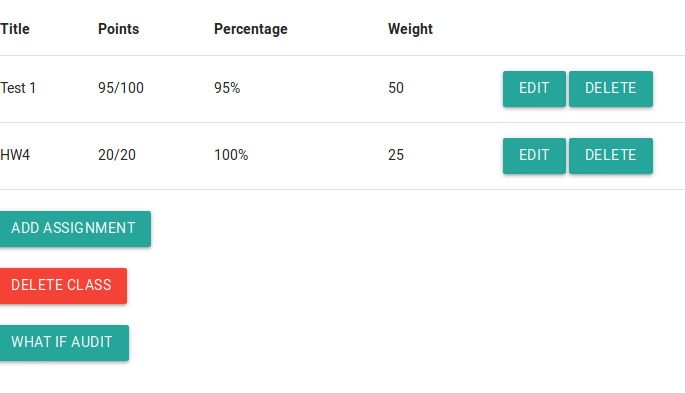 Title Points Percentage Weight
Test 1 95/100 95% 50 EDIT DELETE
HW4 20/20 100% 25 EDIT DELETE
ADD ASSIGNMENT
DELETE CLASS
WHAT IF AUDIT